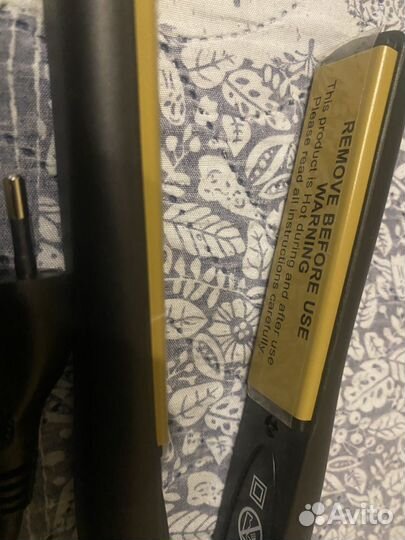 REMOVE BEFORE USE
WARNING
This product is Hot during and after use
please read all instructions carefully.
Avito